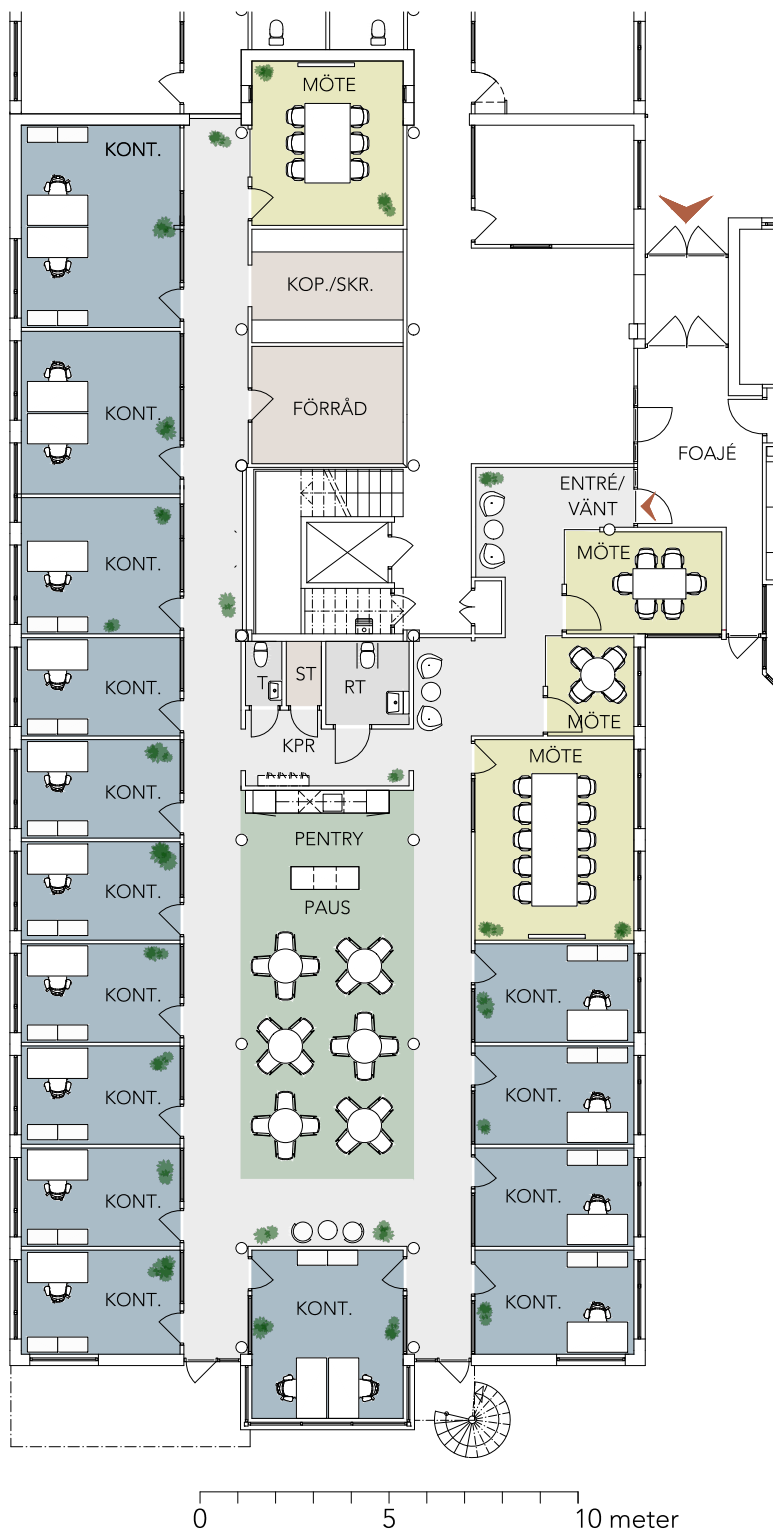 MÖTE
KONT.
KOP./SKR.
KONT.
FÖRRÅD
FOAJÉ
ENTRÉ/
VÄNT
MÖTE
KONT.
T
ST
RT
KONT.
MÖTE
KPR
MÖTE
KONT.
PENTRY
KONT.
PAUS
KONT.
KONT.
KONT.
KONT.
KONT.
KONT.
KONT.
KONT.
KONT.
10 meter
0
5